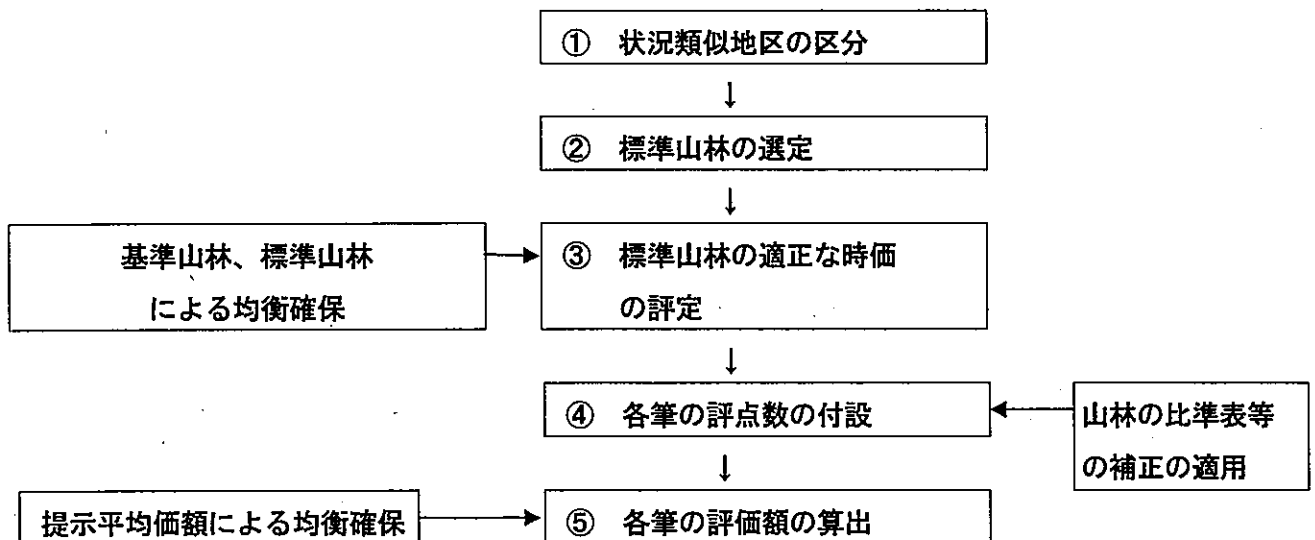 ① 状況類似地区の区分
↓
② 標準山林の選定
↓
基準山林、標準山林
による均衡確保
③ 標準山林の適正な時価
の評定
↓
④ 各筆の評点数の付設
山林の比準表等
の補正の適用
↓
提示平均価額による均衡確保
⑤ 各筆の評価額の算出